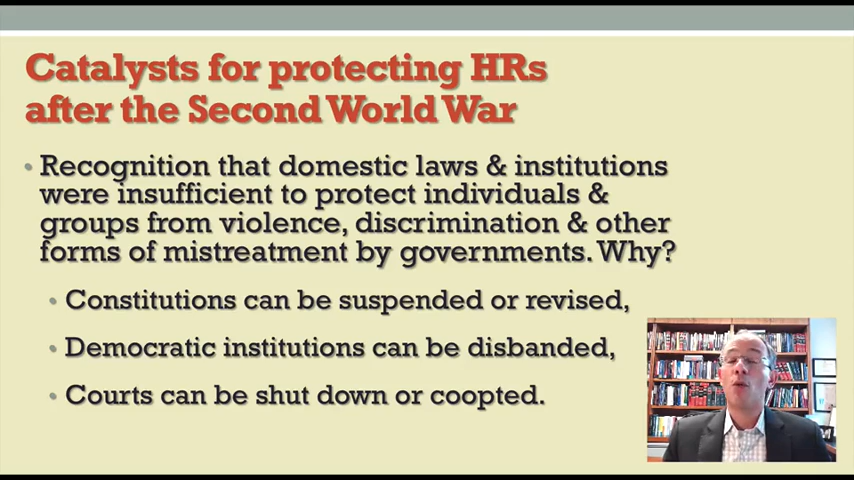 Catalysts for protecting HRs
after the Second World War
• Recognition that domestic laws & institutions
were insufficient to protect individuals &
groups from violence, discrimination & other
forms of mistreatment by governments. Why?
• Constitutions can be suspended or revised,
• Democratic institutions can be disbanded,
• Courts can be shut down or coopted.